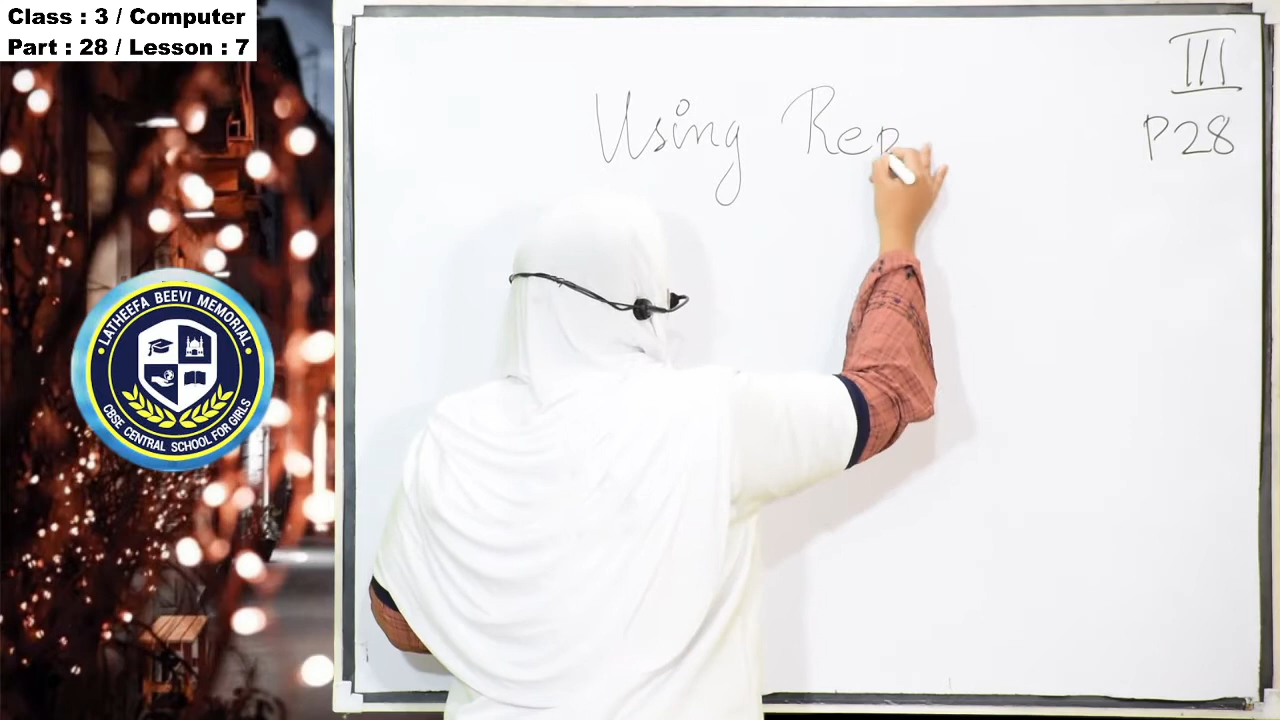 Class : 3 / Computer
Part : 28 / Lesson : 7
III
P28
Using Rep
LATHEEFA BEEVI MEMORIAL
CBSE CENTRAL SCHOOL FOR GIRLS